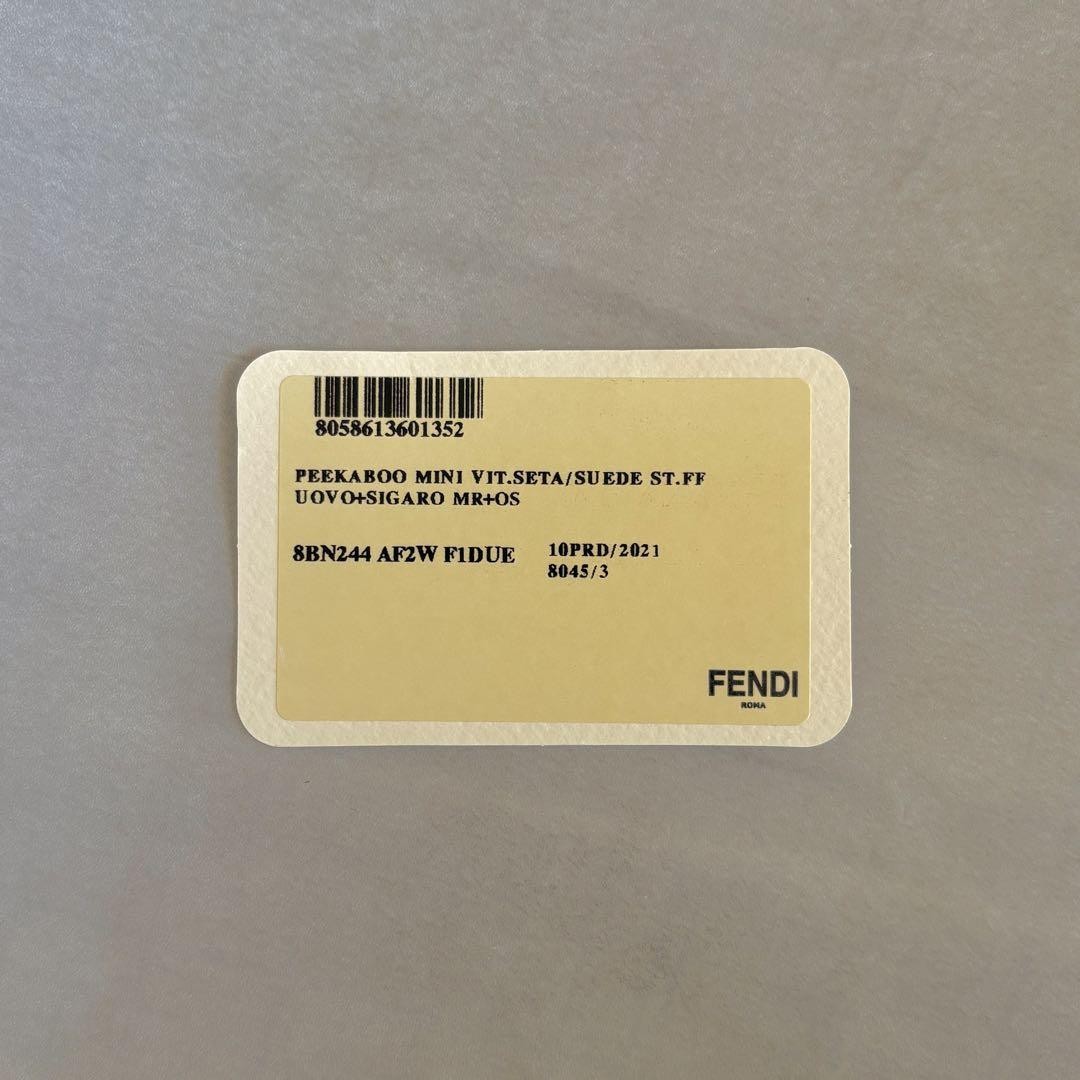 8058613601352
PEEKABOO MINI VIT.SETA/SUEDE ST.FF
UOVO+SIGARO MR+OS
8BN244 AF2W F1DUE
10PRD/2021
8045/3
FENDI
ROMA